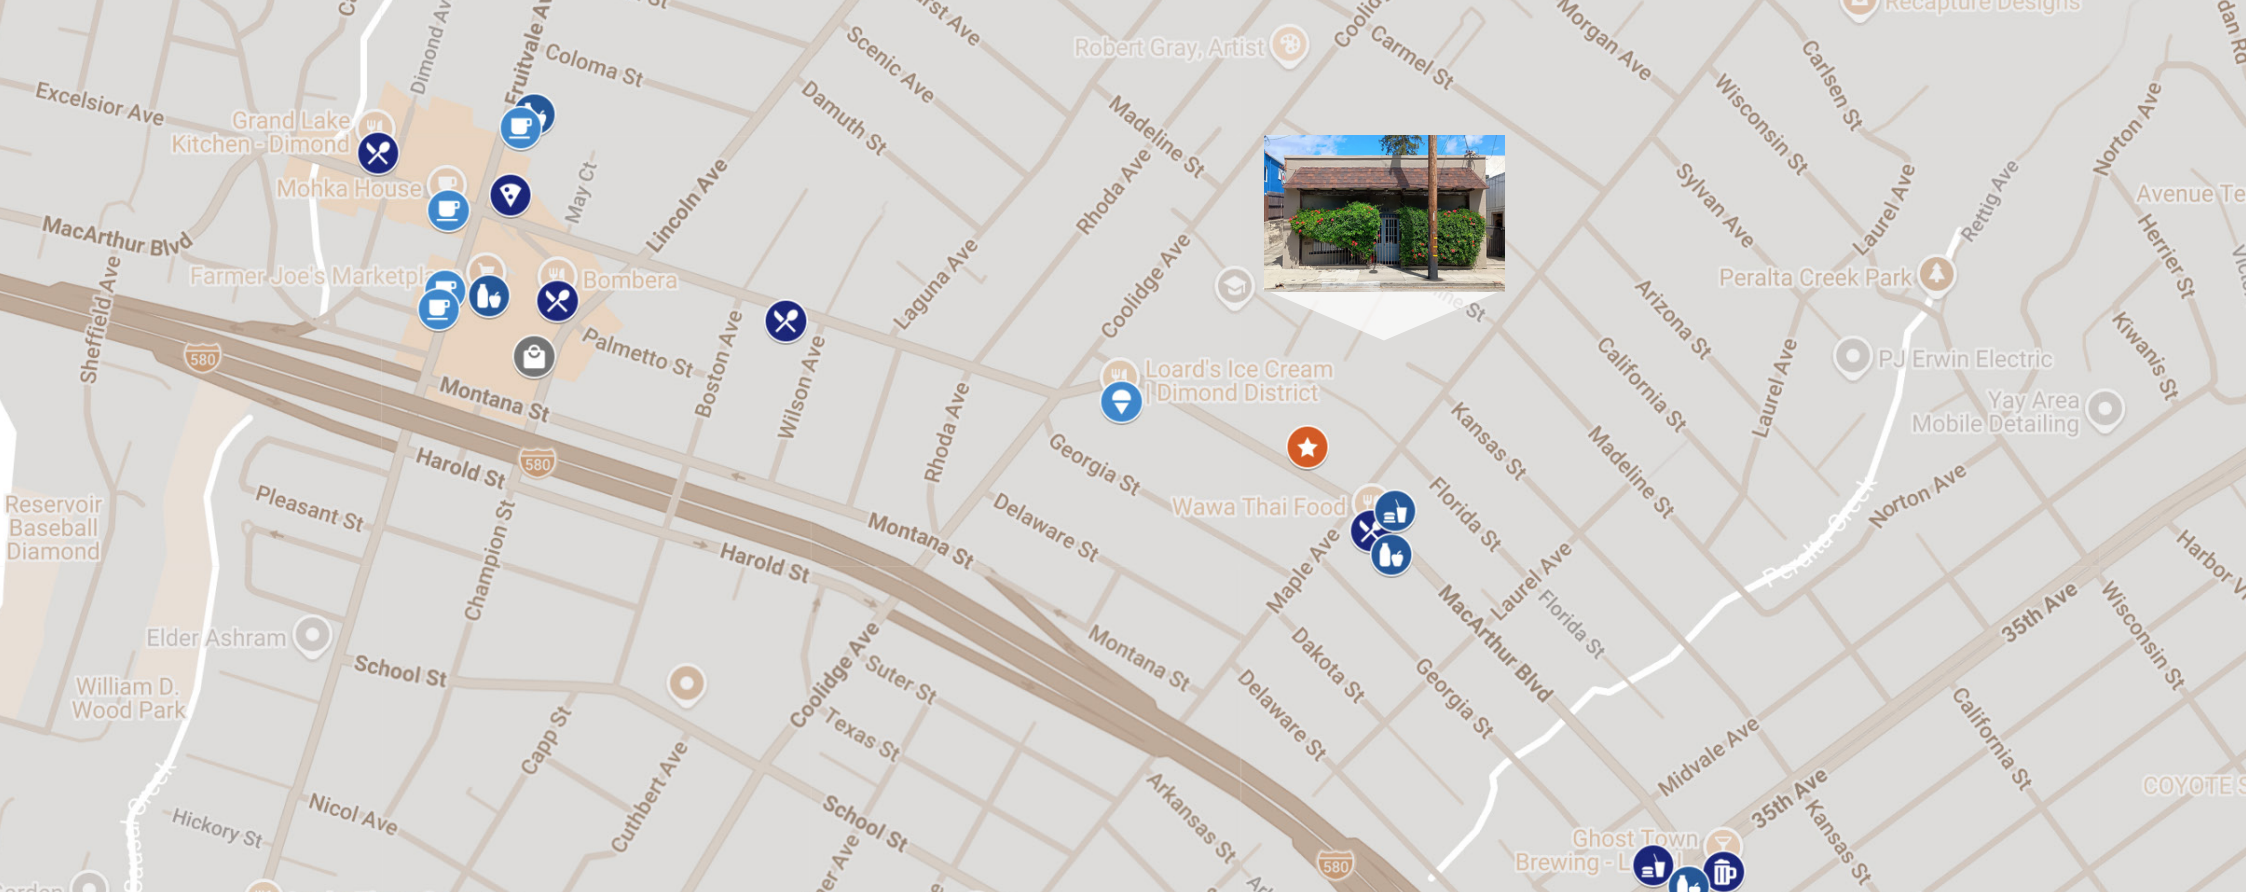 Coloma St
Dimond Av
Fruitvale Av
Excelsior Ave
Grand Lake
Kitchen - Dimond
Mohka House
May Ct
MacArthur Blvd
Sheffield Ave
Farmer Joe's Marketpla
Bombera
Lincoln Ave
Palmetto St
580
Montana St
Boston Ave
Wilson Ave
Harold St
580
Pleasant St
Champion St
Reservoir
Baseball
Diamond
Elder Ashram
School St
William D.
Wood Park
Capp St
Cuthbert Ave
Nicol Ave
Hickory St
Scenic Ave
Damuth St
Robert Gray, Artist
Carmel St
Madeline St
Rhoda Ave
Coolidge Ave
Laguna Ave
Loard's Ice Cream
| Dimond District
Rhoda Ave
Georgia St
Delaware St
Montana St
Harold St
Wawa Thai Food
Maple Ave
Montana St
Coolidge Ave
Suter St
Texas St
School St
Dakota St
Delaware St
Arkansas St
580
Recapture Designs
Morgan Ave
Carlsen St
Wisconsin St
Norton Ave
Sylvan Ave
Laurel Ave
Rettig Ave
Avenue Te
Herrier St
Peralta Creek Park
Arizona St
California St
Laurel Ave
PJ Erwin Electric
Kiwanis St
Yay Area
Mobile Detailing
Kansas St
Madeline St
Florida St
Norton Ave
Peralta Creek
Laurel Ave
Florida St
MacArthur Blvd
Georgia St
35th Ave
Harbor V
Wisconsin St
California St
Midvale Ave
35th Ave
Kansas St
COYOTE S
Ghost Town
Brewing - L